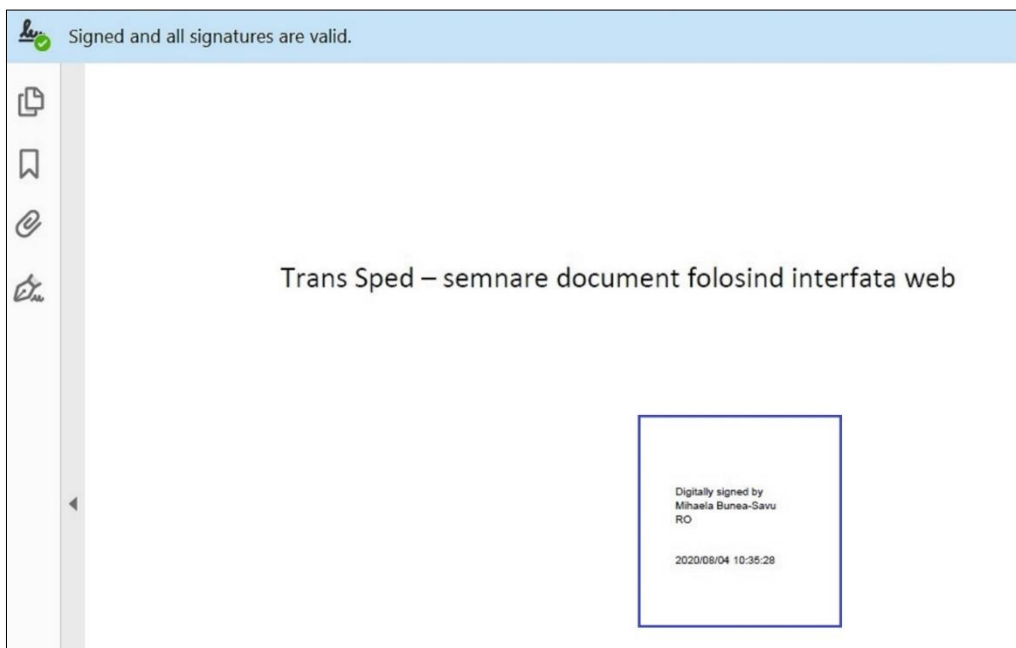 Signed and all signatures are valid.
Trans Sped – semnare document folosind interfata web
Digitally signed by
Mihaela Bunea-Savu
RO
2020/08/04 10:35:28